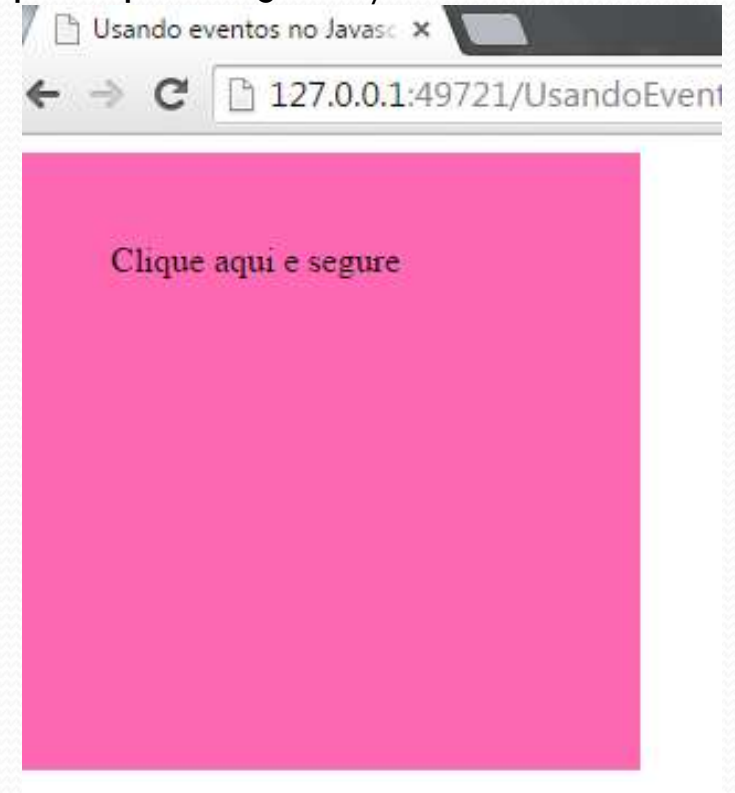 Usando eventos no Javasc
127.0.0.1:49721/UsandoEvent
Clique aqui e segure